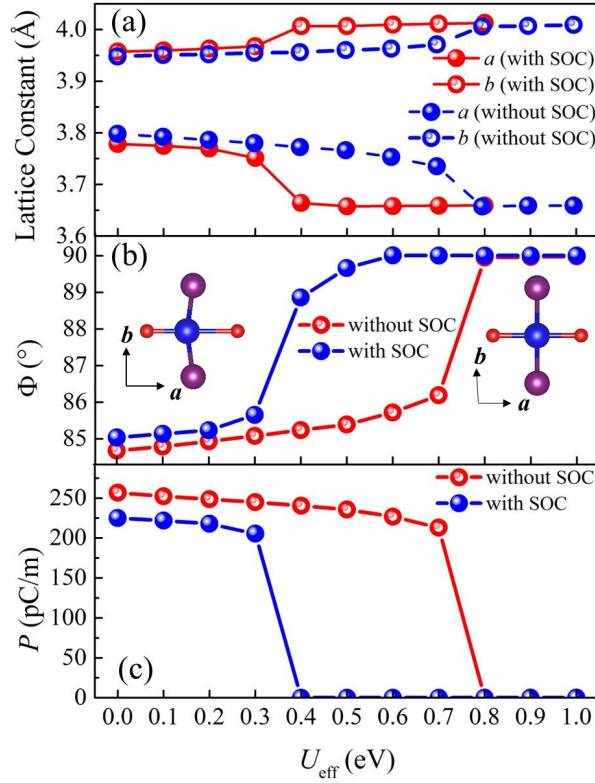 (a)
Lattice Constant (Å)
4.0
3.9
3.8
3.7
3.6
a (with SOC)
b (with SOC)
a (without SOC)
b (without SOC)
(b)
Φ (°)
90
89
88
87
86
85
b
a
without SOC
with SOC
b
a
(c)
P (pC/m)
250
200
150
100
50
0
without SOC
with SOC
0.0 0.1 0.2 0.3 0.4 0.5 0.6 0.7 0.8 0.9 1.0
Ueff (eV)